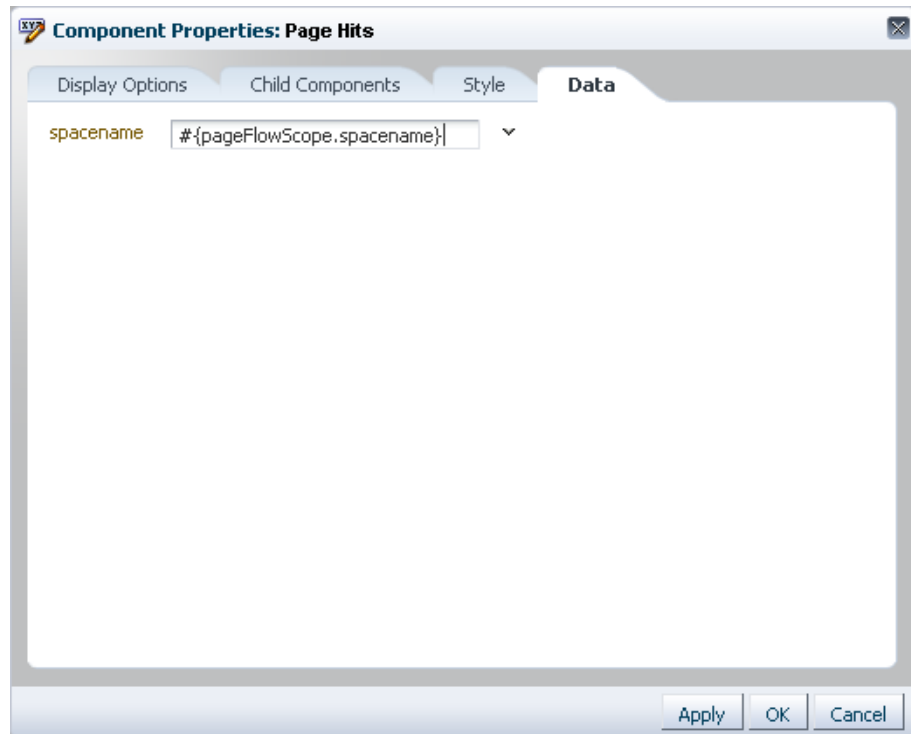 Component Properties: Page Hits
Display Options Child Components Style Data
spacename #{pageFlowScope.spacename}
Apply OK Cancel